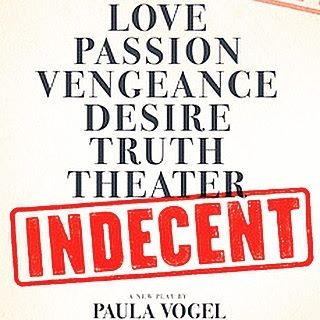 LOVE
PASSION
VENGEANCE
DESIRE
TRUTH
THEATER
INDECENT
A NEW PLAY BY
PAULA VOGEL